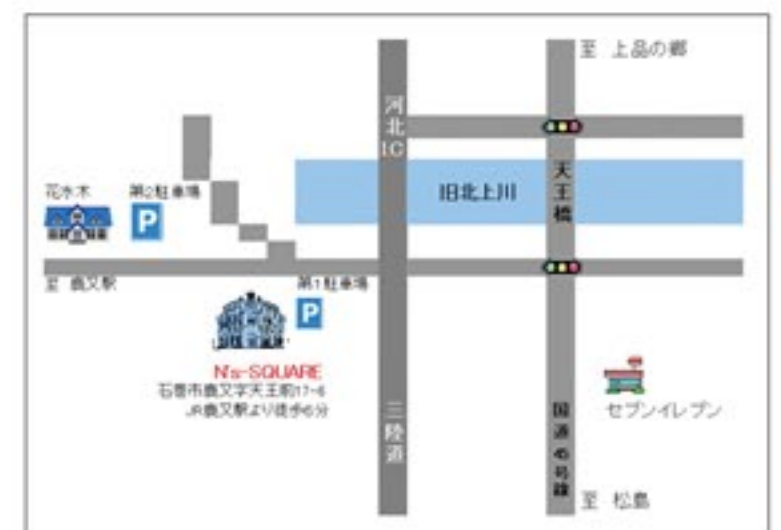 至 上品の郷
河北IC
旧北上川
天王橋
花水木
第2駐車場
P
至 鹿又駅
第1駐車場
P
N's-SQUARE
石巻市鹿又字天王前17-6
JR鹿又駅より徒歩6分
三陸道
セブンイレブン
国道45号線
至 松島